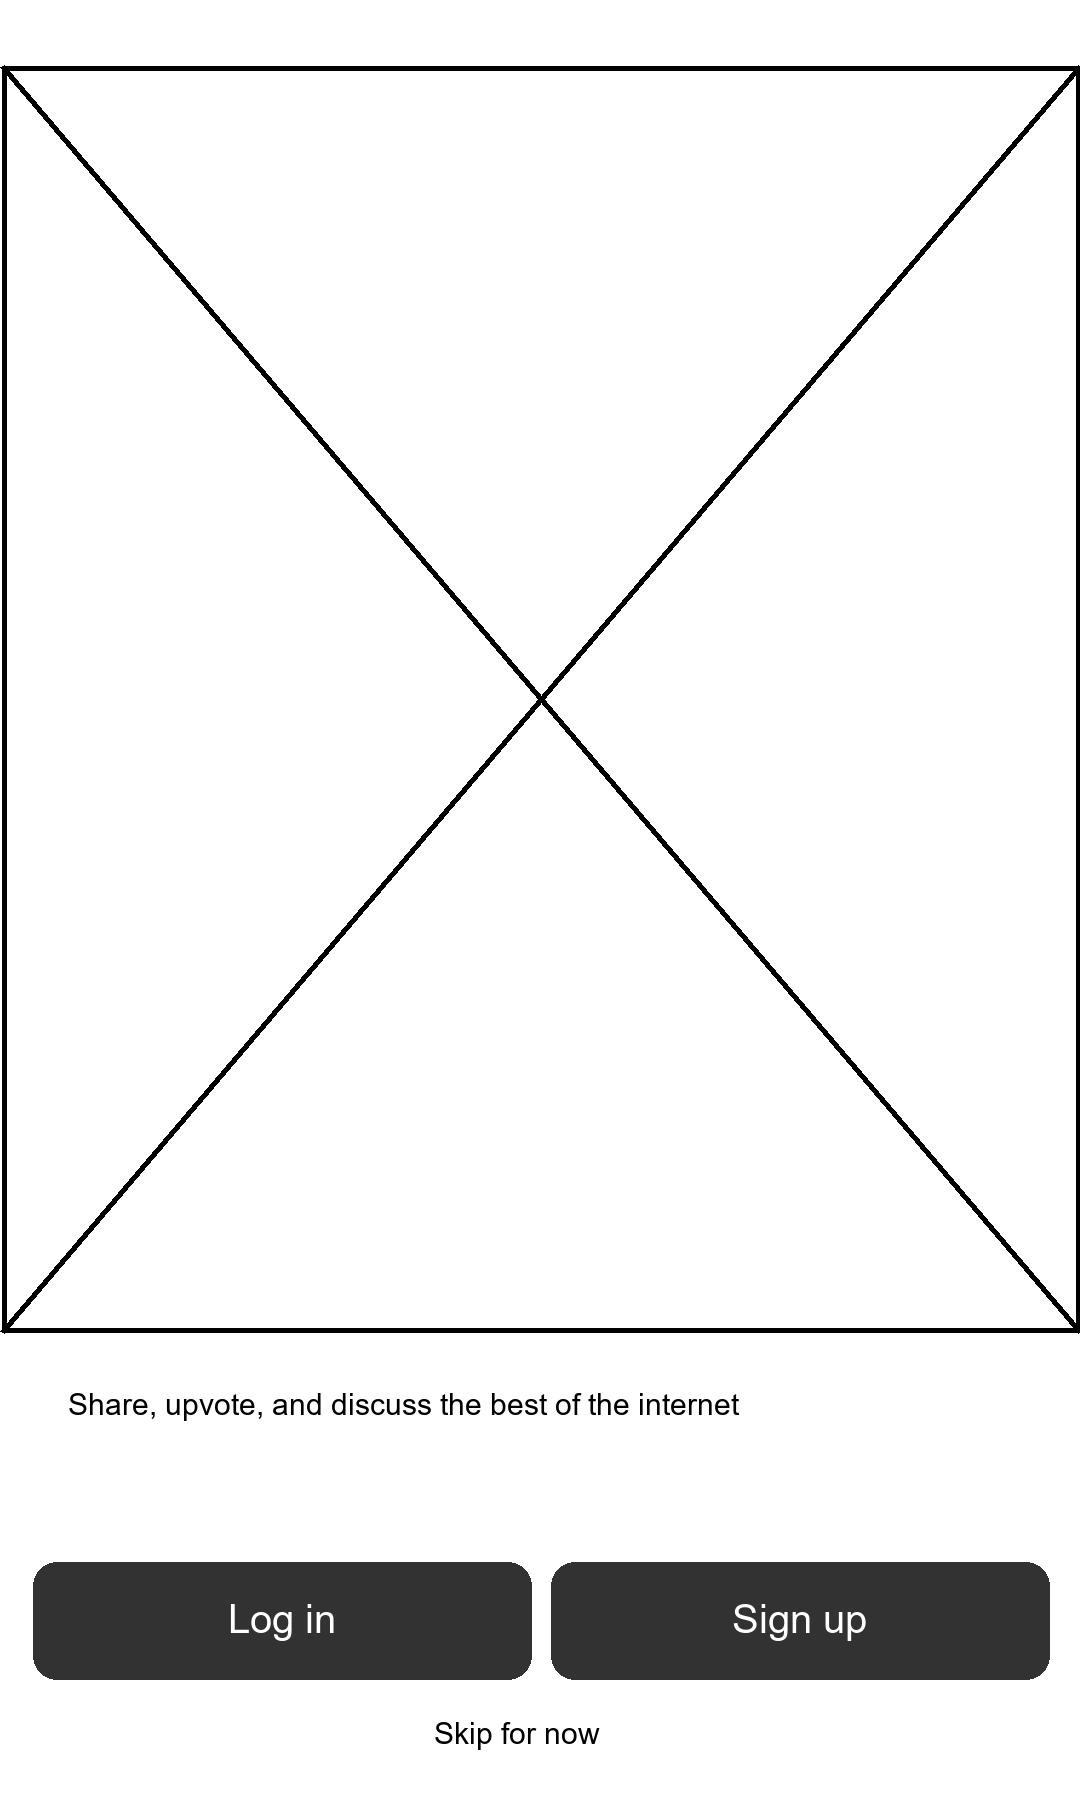 Share, upvote, and discuss the best of the internet
Log in
Sign up
Skip for now